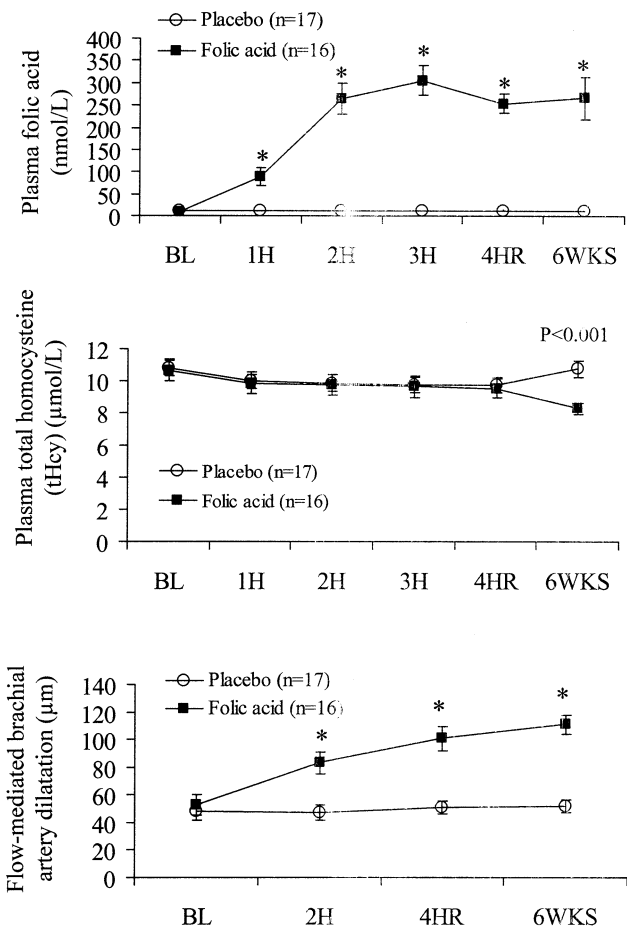 Placebo (n=17)
Folic acid (n=16)
Plasma folic acid
(nmol/L)
400
350
300
250
200
150
100
50
0
*
*
*
*
*
BL 1H 2H 3H 4HR 6WKS
P<0.001
Plasma total homocysteine
(tHcy) (μmol/L)
12
10
8
6
4
2
0
Placebo (n=17)
Folic acid (n=16)
BL 1H 2H 3H 4HR 6WKS
Placebo (n=17)
Folic acid (n=16)
Flow-mediated brachial
artery dilatation (μm)
140
120
100
80
60
40
20
0
*
*
*
BL 2H 4HR 6WKS